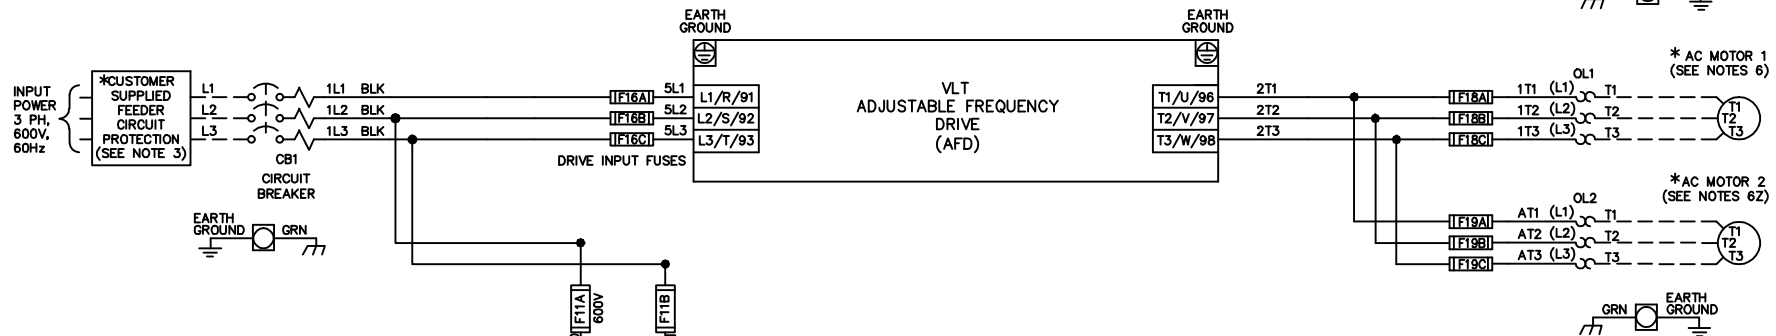 EARTH
GROUND
EARTH
GROUND
* AC MOTOR 1
(SEE NOTES 6)
INPUT
POWER
3 PH,
600V,
60Hz
*CUSTOMER
SUPPLIED
FEEDER
CIRCUIT
PROTECTION
(SEE NOTE 3)
L1
L2
L3
CB1
CIRCUIT
BREAKER
1L1 BLK
1L2 BLK
1L3 BLK
F16A
F16B
F16C
5L1
5L2
5L3
DRIVE INPUT FUSES
L1/R/91
L2/S/92
L3/T/93
VLT
ADJUSTABLE FREQUENCY
DRIVE
(AFD)
T1/U/96
T2/V/97
T3/W/98
2T1
2T2
2T3
F18A
F18B
F18C
OL1
1T1 (L1) T1
1T2 (L2) T2
1T3 (L3) T3
T1
T2
T3
* AC MOTOR 2
(SEE NOTES 6Z)
F19A
F19B
F19C
OL2
AT1 (L1) T1
AT2 (L2) T2
AT3 (L3) T3
T1
T2
T3
EARTH
GROUND
GRN
F11A
600V
F11B
GRN
EARTH
GROUND